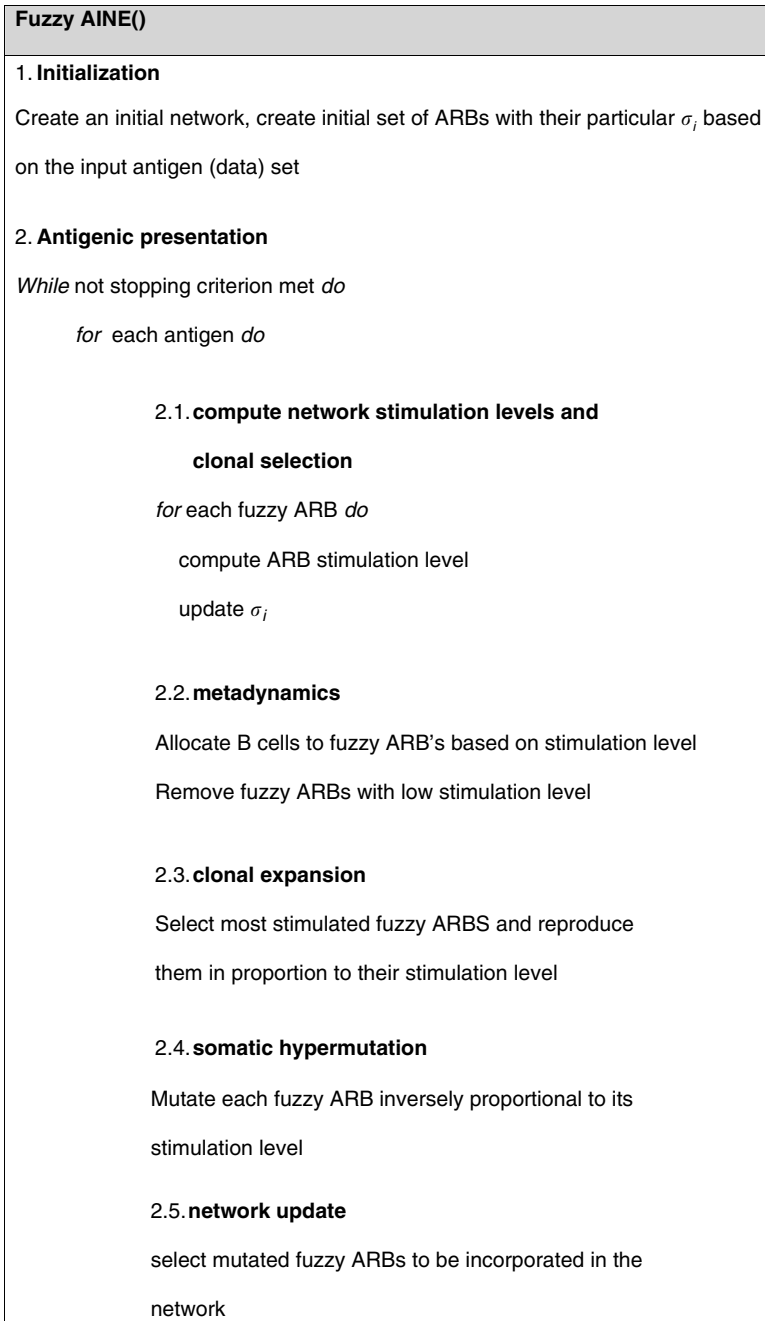 Fuzzy AINE()
1. Initialization
Create an initial network, create initial set of ARBs with their particular σi based
on the input antigen (data) set
2. Antigenic presentation
While not stopping criterion met do
for each antigen do
2.1. compute network stimulation levels and
clonal selection
for each fuzzy ARB do
compute ARB stimulation level
update σi
2.2. metadynamics
Allocate B cells to fuzzy ARB's based on stimulation level
Remove fuzzy ARBs with low stimulation level
2.3. clonal expansion
Select most stimulated fuzzy ARBS and reproduce
them in proportion to their stimulation level
2.4. somatic hypermutation
Mutate each fuzzy ARB inversely proportional to its
stimulation level
2.5. network update
select mutated fuzzy ARBs to be incorporated in the
network